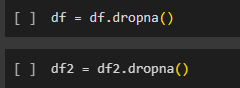 [ ] df = df.dropna()
[ ] df2 = df2.dropna()